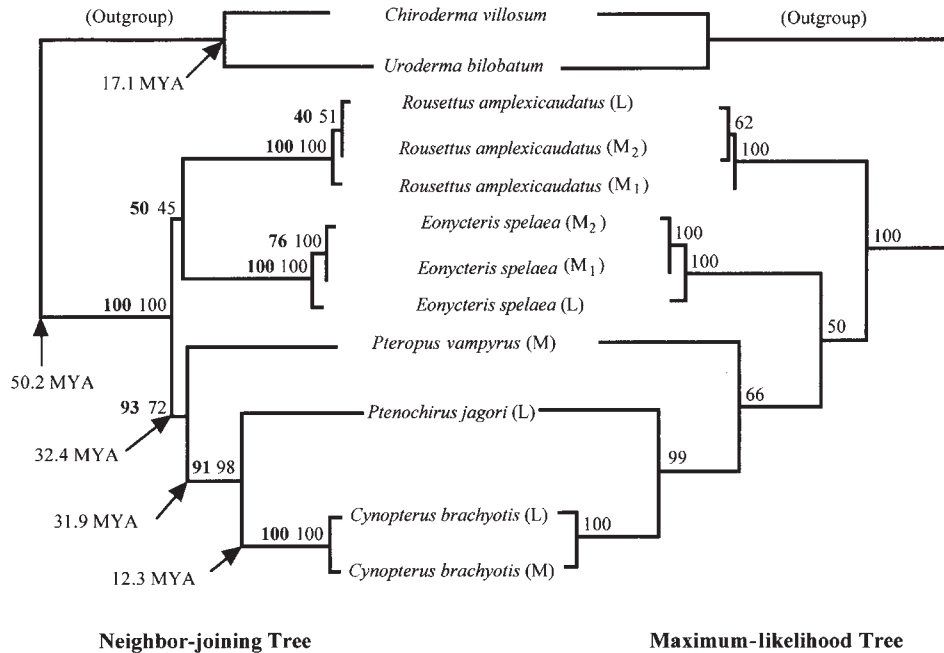 (Outgroup)
Chiroderma villosum
(Outgroup)
17.1 MYA
Uroderma bilobatum
Rousettus amplexicaudatus (L)
40 51
62
100 100
Rousettus amplexicaudatus (M2)
100
Rousettus amplexicaudatus (M1)
50 45
Eonycteris spelaea (M2)
76 100
100
100
100 100
Eonycteris spelaea (M1)
100
100 100
Eonycteris spelaea (L)
50
Pteropus vampyrus (M)
50.2 MYA
66
93 72
Ptenochirus jagori (L)
32.4 MYA
91 98
99
31.9 MYA
Cynopterus brachyotis (L)
100 100
100
12.3 MYA
Cynopterus brachyotis (M)
Neighbor-joining Tree
Maximum-likelihood Tree